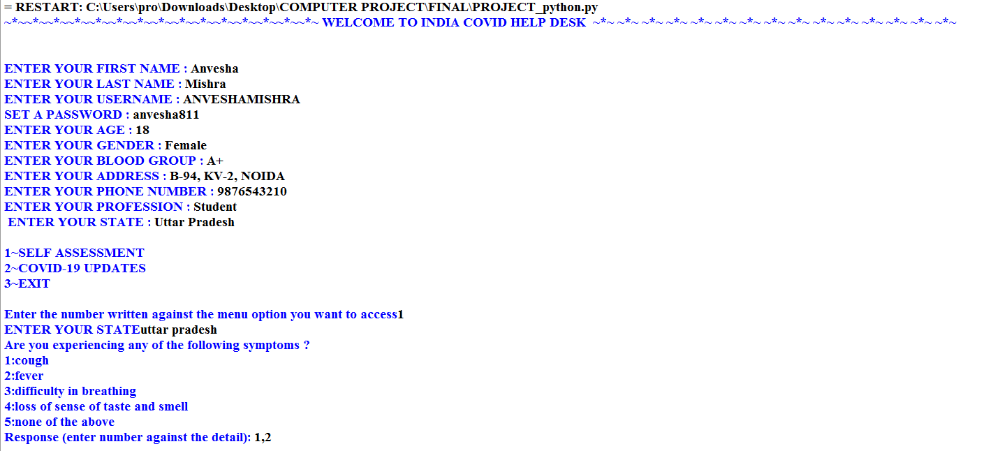 = RESTART: C:\Users\pro\Downloads\Desktop\COMPUTER PROJECT\FINAL\PROJECT_python.py
~*~~*~~*~~*~~*~~*~~*~~*~~*~~*~~*~~*~~*~~*~~*~ WELCOME TO INDIA COVID HELP DESK ~*~ ~*~ ~*~ ~*~ ~*~ ~*~ ~*~ ~*~ ~*~ ~*~ ~*~ ~*~ ~*~ ~*~ ~*~
ENTER YOUR FIRST NAME : Anvesha
ENTER YOUR LAST NAME : Mishra
ENTER YOUR USERNAME : ANVESHAMISHRA
SET A PASSWORD : anvesha811
ENTER YOUR AGE : 18
ENTER YOUR GENDER : Female
ENTER YOUR BLOOD GROUP : A+
ENTER YOUR ADDRESS : B-94, KV-2, NOIDA
ENTER YOUR PHONE NUMBER : 9876543210
ENTER YOUR PROFESSION : Student
ENTER YOUR STATE : Uttar Pradesh
1~SELF ASSESSMENT
2~COVID-19 UPDATES
3~EXIT
Enter the number written against the menu option you want to access1
ENTER YOUR STATEuttar pradesh
Are you experiencing any of the following symptoms ?
1:cough
2:fever
3:difficulty in breathing
4:loss of sense of taste and smell
5:none of the above
Response (enter number against the detail): 1,2